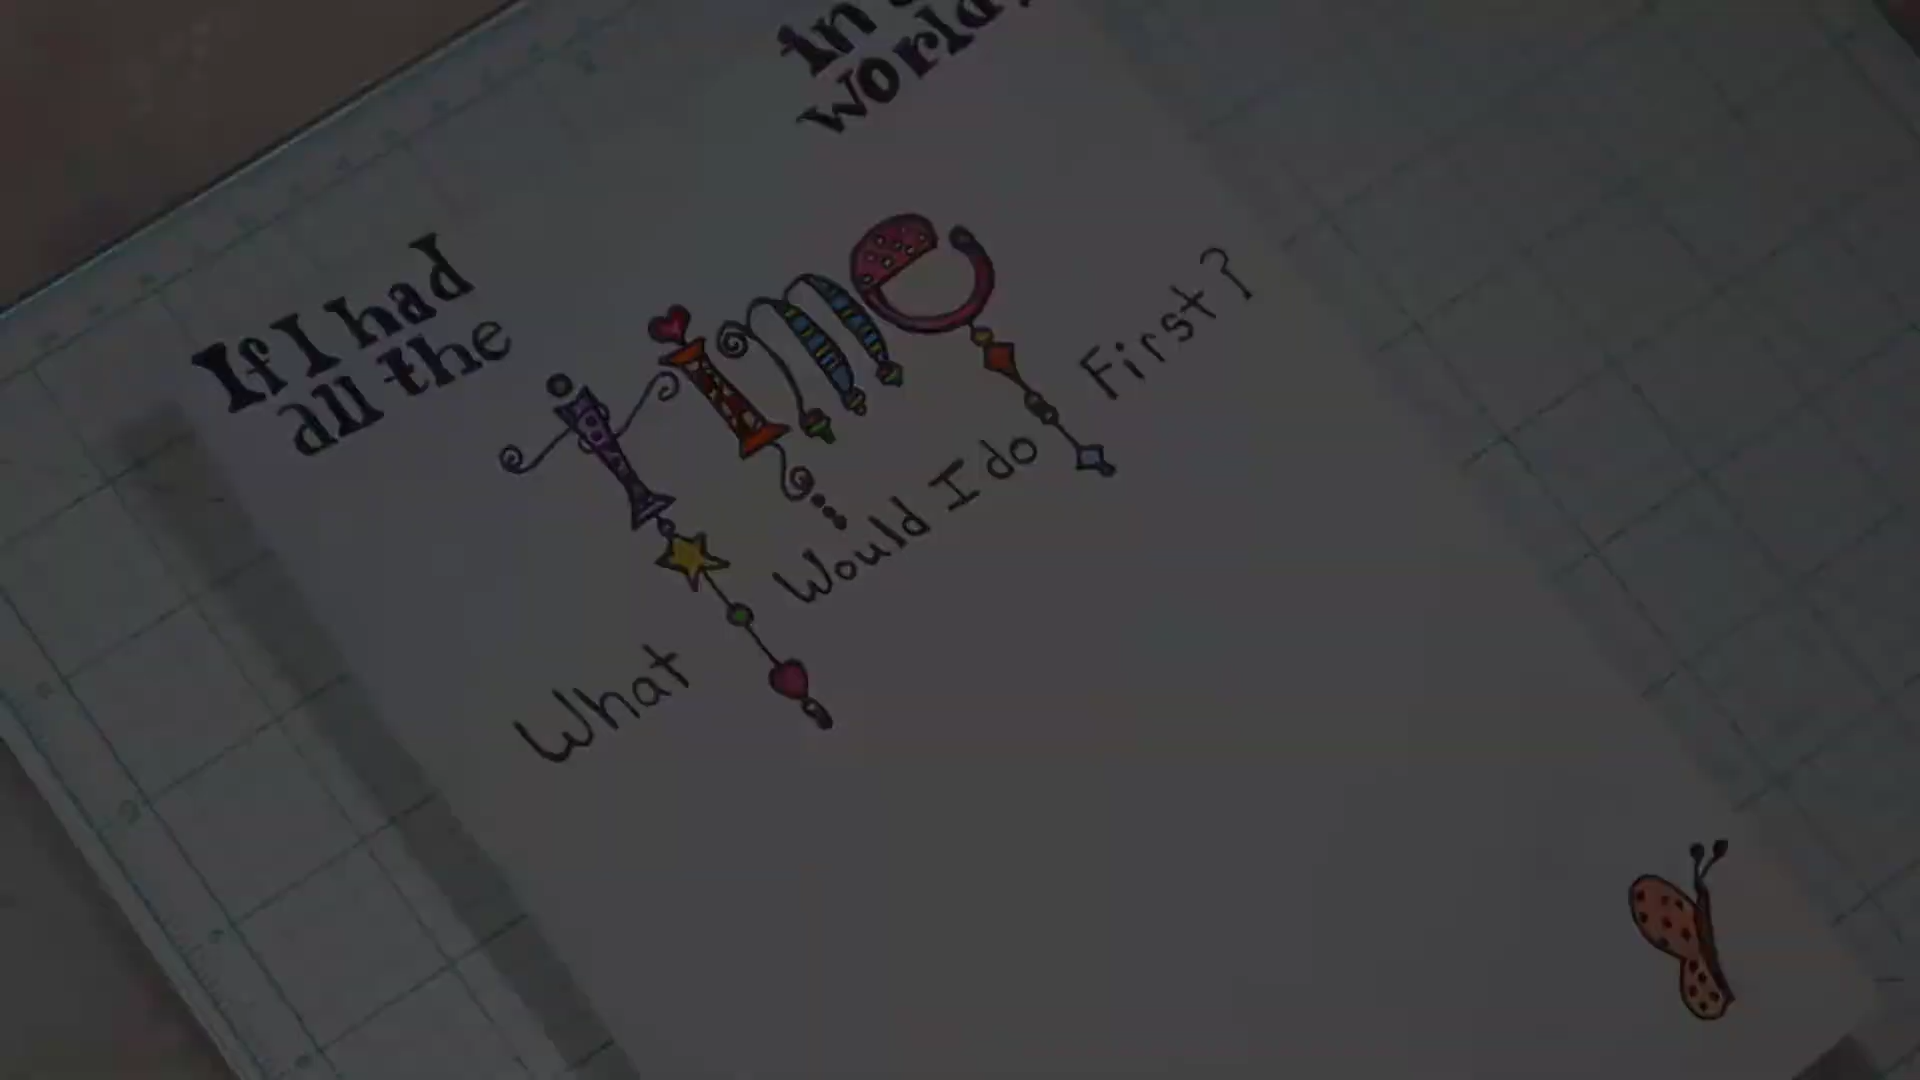 If I had
all the
time
in
world,
What Would I do First?